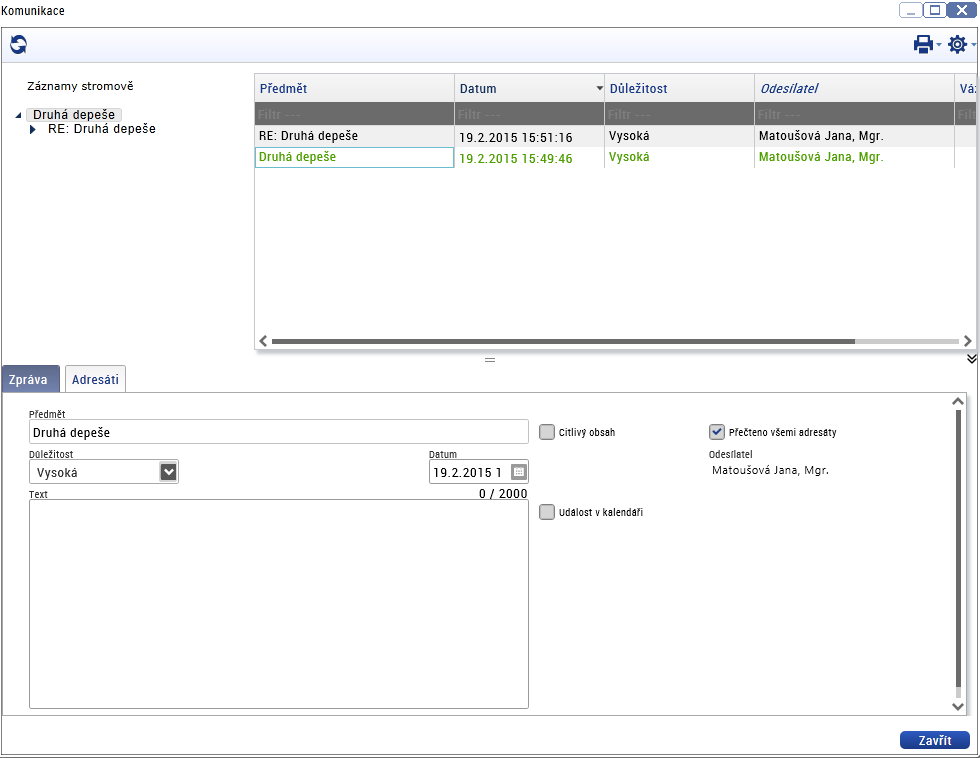 Komunikace
Záznamy stromově
Druhá depeše
RE: Druhá depeše
Předmět Datum Důležitost Odesílatel
Filtr --- Filtr --- Filtr --- Filtr --- Filt
RE: Druhá depeše 19.2.2015 15:51:16 Vysoká Matoušová Jana, Mgr.
Druhá depeše 19.2.2015 15:49:46 Vysoká Matoušová Jana, Mgr.
Zpráva Adresáti
Předmět
Druhá depeše Citlivý obsah Přečteno všemi adresáty
Důležitost Datum Odesílatel
Vysoká 19.2.2015 1 Matoušová Jana, Mgr.
Text 0 / 2000
Událost v kalendáři
Zavřít